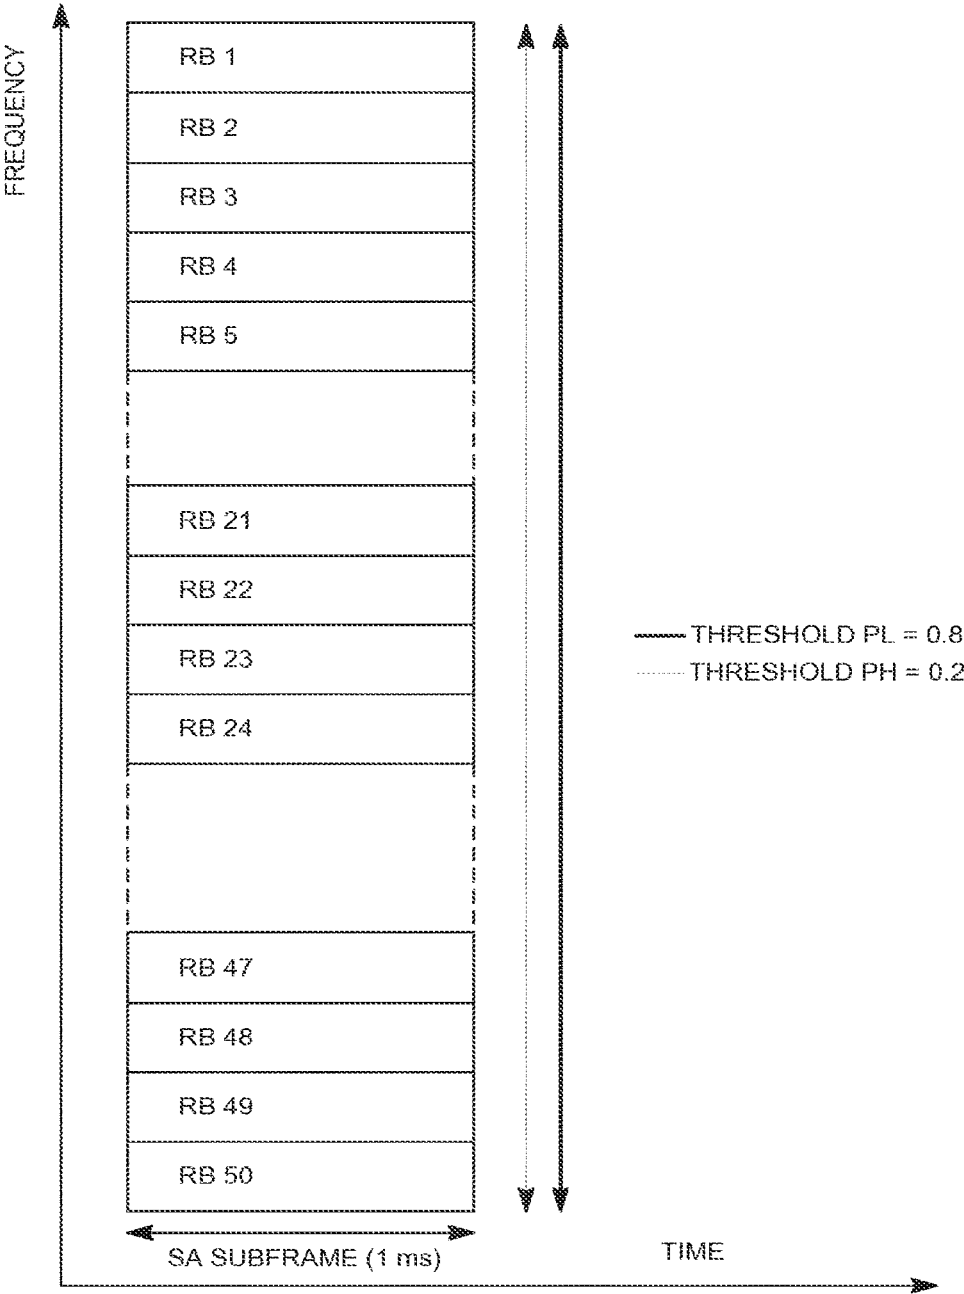 FREQUENCY
RB 1
RB 2
RB 3
RB 4
RB 5
RB 21
RB 22
RB 23
RB 24
RB 47
RB 48
RB 49
RB 50
THRESHOLD PL = 0.8
THRESHOLD PH = 0.2
SA SUBFRAME (1 ms)
TIME